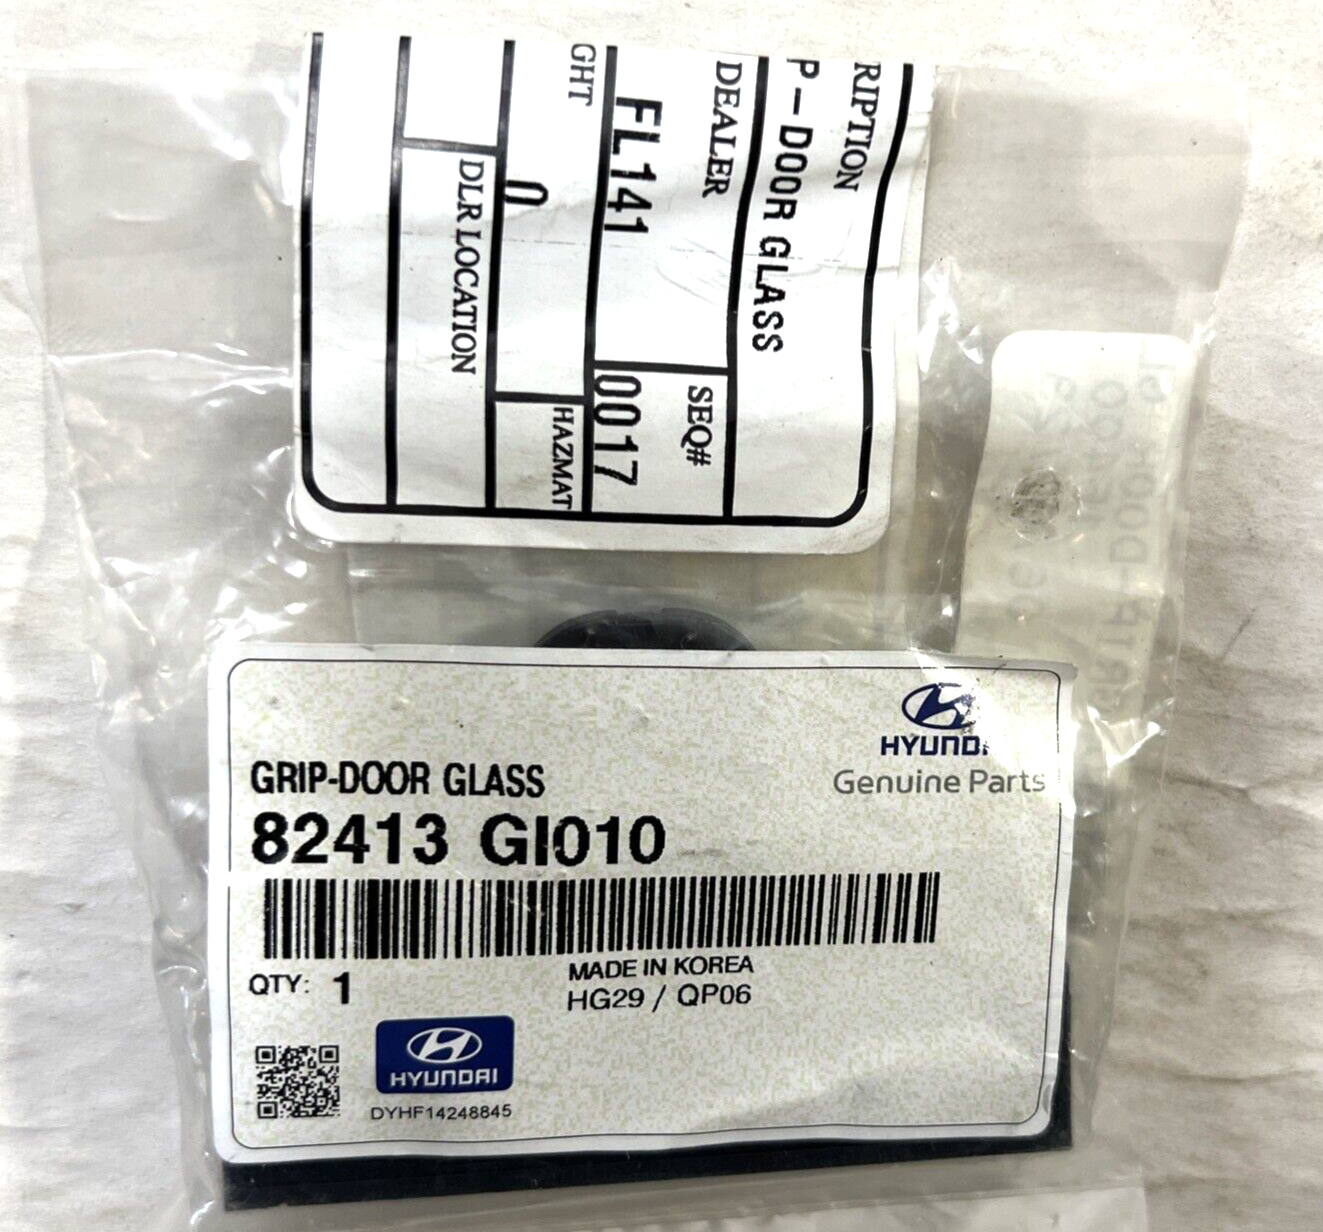 RIPTION
P-DOOR GLASS
DEALER
SEQ#
FL141
0017
GHT
HAZMAT
0
DLR LOCATION
HYUNDAI
Genuine Parts
GRIP-DOOR GLASS
82413 GI010
QTY: 1
MADE IN KOREA
HG29 / QP06
HYUNDAI
DYHF14248845